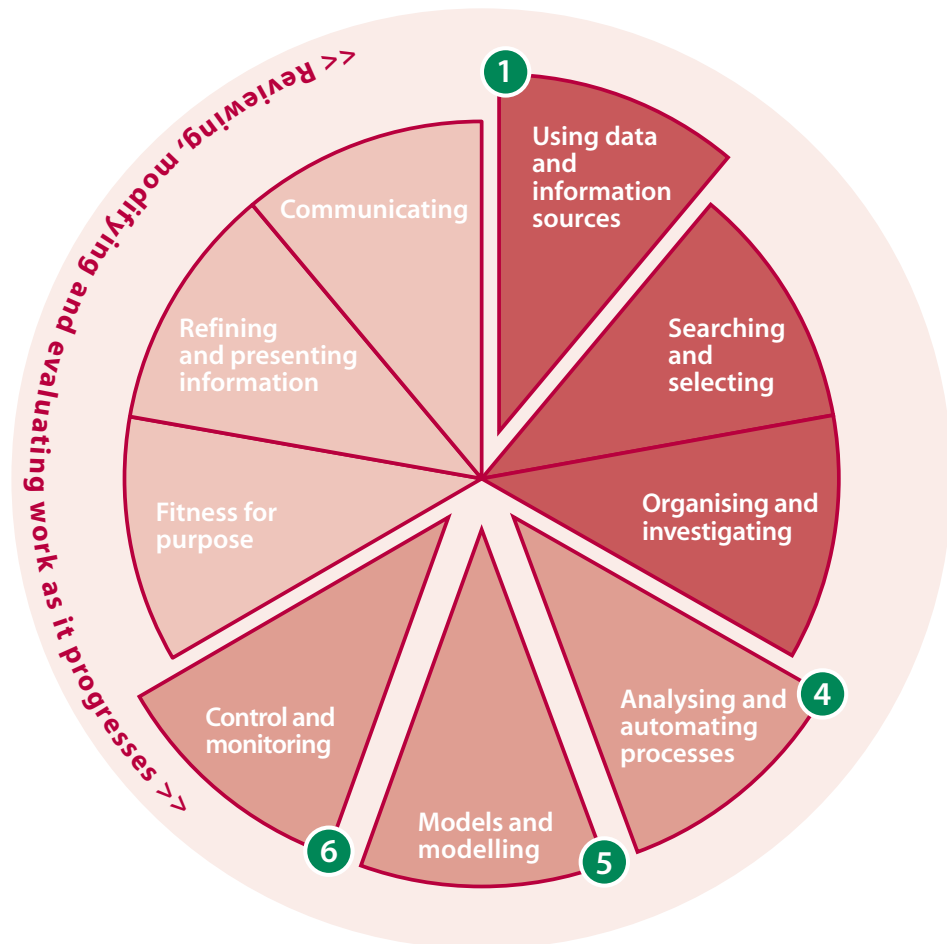 1
Using data
and
information
sources
Searching
and
selecting
Organising and
investigating
4
Analysing and
automating
processes
5
Models and
modelling
6
Control and
monitoring
Fitness for
purpose
Refining
and presenting
information
Communicating
<< Reviewing, modifying and evaluating work as it progresses >>